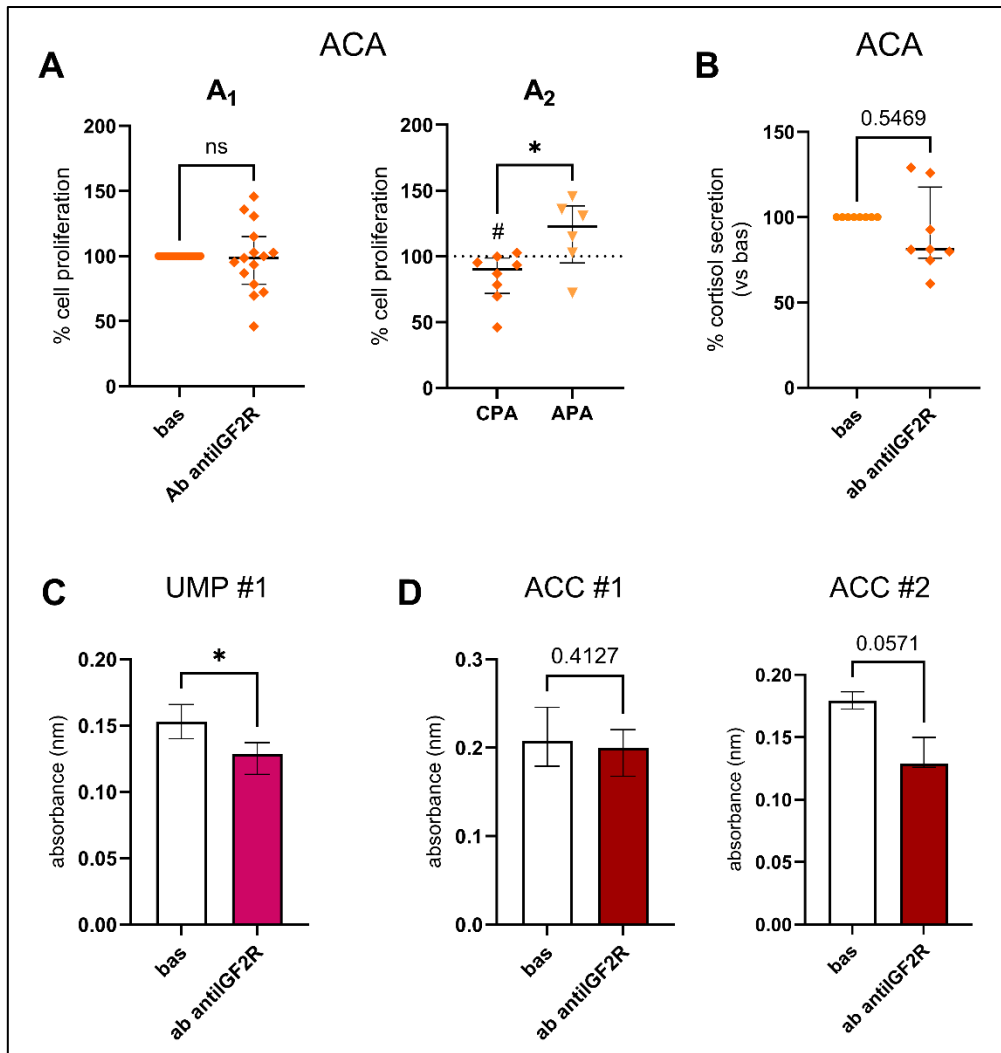 ACA
A
A1
% cell proliferation
200
150
100
50
0
ns
bas
Ab antiIGF2R
A2
% cell proliferation
200
150
100
50
0
*
#
CPA
APA
B
ACA
% cortisol secretion
(vs bas)
150
100
50
0
0.5469
bas
ab antiIGF2R
C
UMP #1
absorbance (nm)
0.20
0.15
0.10
0.05
0.00
*
bas
ab antiIGF2R
D
ACC #1
absorbance (nm)
0.3
0.2
0.1
0.0
0.4127
bas
ab antiIGF2R
ACC #2
absorbance (nm)
0.20
0.15
0.10
0.05
0.00
0.0571
bas
ab antiIGF2R